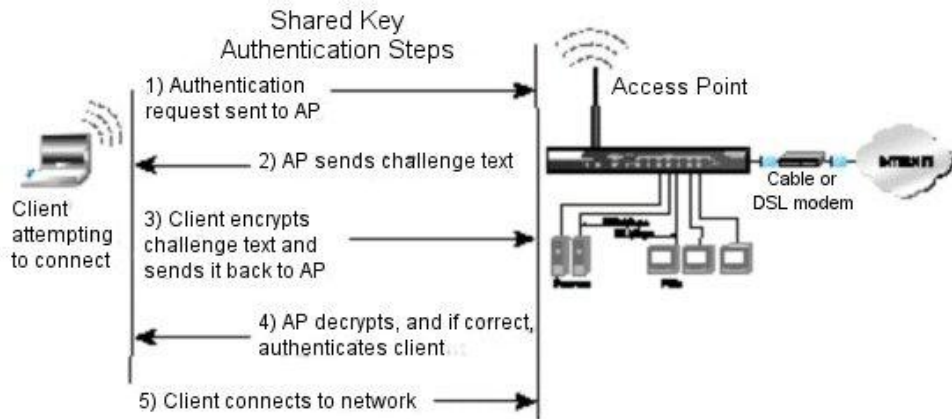 Shared Key
Authentication Steps
1) Authentication
request sent to AP
Access Point
2) AP sends challenge text
Cable or
DSL modem
Client
attempting
to connect
3) Client encrypts
challenge text and
sends it back to AP
4) AP decrypts, and if correct,
authenticates client
5) Client connects to network